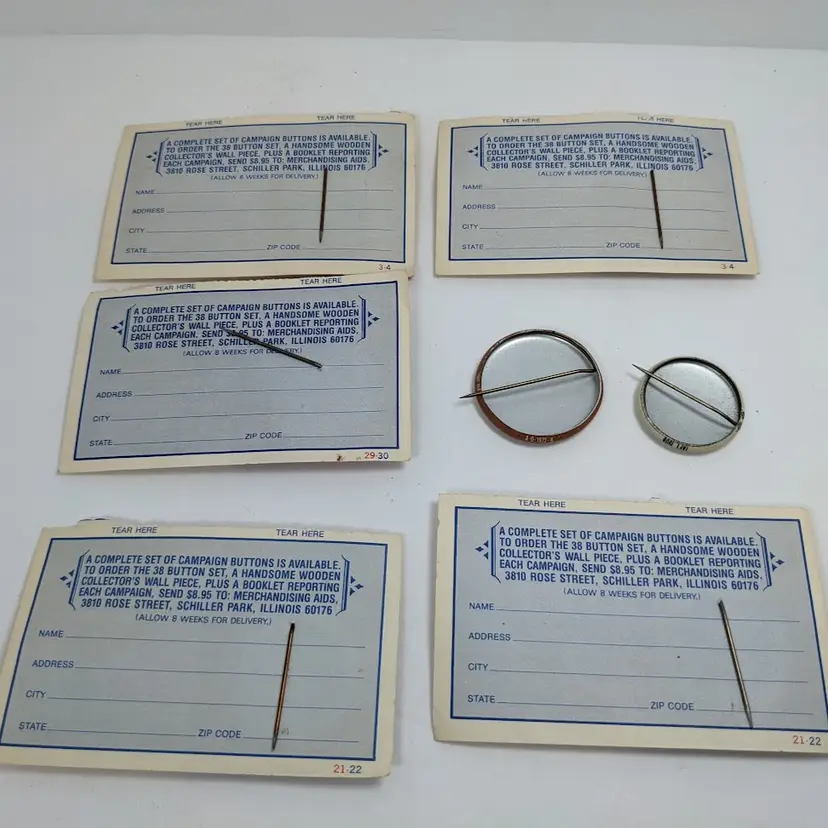 TEAR HERE TEAR HERE
A COMPLETE SET OF CAMPAIGN BUTTONS IS AVAILABLE.
TO ORDER THE 38 BUTTON SET, A HANDSOME WOODEN
COLLECTOR'S WALL PIECE, PLUS A BOOKLET REPORTING
EACH CAMPAIGN, SEND $8.95 TO: MERCHANDISING AIDS,
3810 ROSE STREET, SCHILLER PARK, ILLINOIS 60176
(ALLOW 8 WEEKS FOR DELIVERY.)
NAME
ADDRESS
CITY
STATE ZIP CODE
3-4
TEAR HERE TEAR HERE
A COMPLETE SET OF CAMPAIGN BUTTONS IS AVAILABLE.
TO ORDER THE 38 BUTTON SET, A HANDSOME WOODEN
COLLECTOR'S WALL PIECE, PLUS A BOOKLET REPORTING
EACH CAMPAIGN, SEND $8.95 TO: MERCHANDISING AIDS,
3810 ROSE STREET, SCHILLER PARK, ILLINOIS 60176
(ALLOW 8 WEEKS FOR DELIVERY.)
NAME
ADDRESS
CITY
STATE ZIP CODE
3-4
TEAR HERE TEAR HERE
A COMPLETE SET OF CAMPAIGN BUTTONS IS AVAILABLE.
TO ORDER THE 38 BUTTON SET, A HANDSOME WOODEN
COLLECTOR'S WALL PIECE, PLUS A BOOKLET REPORTING
EACH CAMPAIGN, SEND $8.95 TO: MERCHANDISING AIDS,
3810 ROSE STREET, SCHILLER PARK, ILLINOIS 60176
(ALLOW 8 WEEKS FOR DELIVERY.)
NAME
ADDRESS
CITY
STATE ZIP CODE
29-30
TEAR HERE TEAR HERE
A COMPLETE SET OF CAMPAIGN BUTTONS IS AVAILABLE.
TO ORDER THE 38 BUTTON SET, A HANDSOME WOODEN
COLLECTOR'S WALL PIECE, PLUS A BOOKLET REPORTING
EACH CAMPAIGN, SEND $8.95 TO: MERCHANDISING AIDS,
3810 ROSE STREET, SCHILLER PARK, ILLINOIS 60176
(ALLOW 8 WEEKS FOR DELIVERY.)
NAME
ADDRESS
CITY
STATE ZIP CODE
21-22
TEAR HERE TEAR HERE
A COMPLETE SET OF CAMPAIGN BUTTONS IS AVAILABLE.
TO ORDER THE 38 BUTTON SET, A HANDSOME WOODEN
COLLECTOR'S WALL PIECE, PLUS A BOOKLET REPORTING
EACH CAMPAIGN, SEND $8.95 TO: MERCHANDISING AIDS.
3810 ROSE STREET, SCHILLER PARK, ILLINOIS 60176
(ALLOW 8 WEEKS FOR DELIVERY.)
NAME
ADDRESS
CITY
STATE ZIP CODE
21-22